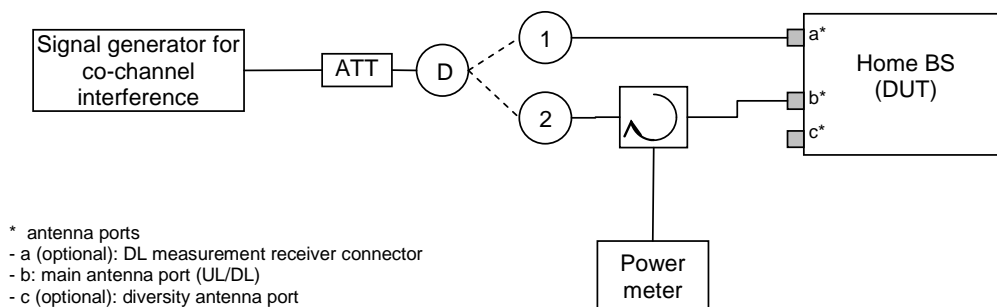 Signal generator for
co-channel
interference
ATT
D
1
2
a*
b*
c*
Home BS
(DUT)
Power
meter
* antenna ports
- a (optional): DL measurement receiver connector
- b: main antenna port (UL/DL)
- c (optional): diversity antenna port